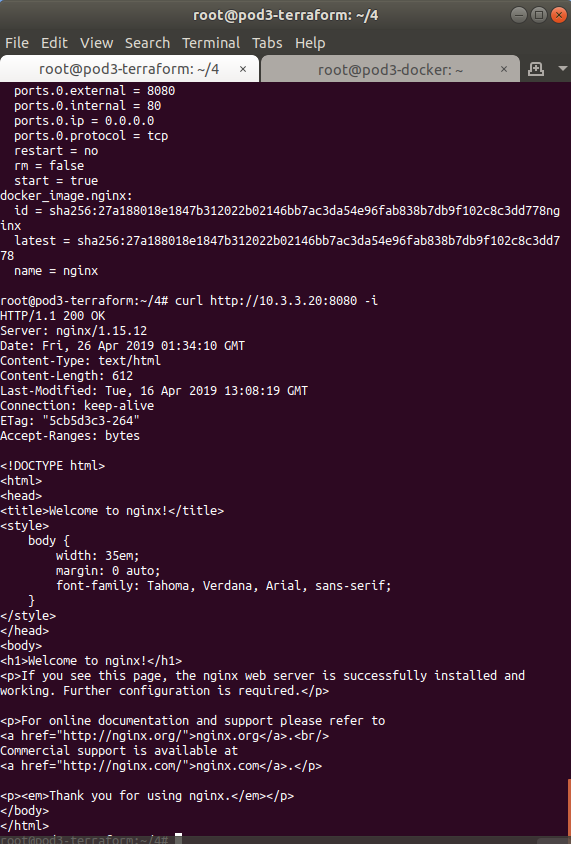 root@pod3-terraform: ~/4
File Edit View Search Terminal Tabs Help
root@pod3-terraform: ~/4 × root@pod3-docker: ~ ×
  ports.0.external = 8080
  ports.0.internal = 80
  ports.0.ip = 0.0.0.0
  ports.0.protocol = tcp
  restart = no
  rm = false
  start = true
docker_image.nginx:
  id = sha256:27a188018e1847b312022b02146bb7ac3da54e96fab838b7db9f102c8c3dd778ng
inx
  latest = sha256:27a188018e1847b312022b02146bb7ac3da54e96fab838b7db9f102c8c3dd7
78
  name = nginx

root@pod3-terraform:~/4# curl http://10.3.3.20:8080 -i
HTTP/1.1 200 OK
Server: nginx/1.15.12
Date: Fri, 26 Apr 2019 01:34:10 GMT
Content-Type: text/html
Content-Length: 612
Last-Modified: Tue, 16 Apr 2019 13:08:19 GMT
Connection: keep-alive
ETag: "5cb5d3c3-264"
Accept-Ranges: bytes

<!DOCTYPE html>
<html>
<head>
<title>Welcome to nginx!</title>
<style>
    body {
        width: 35em;
        margin: 0 auto;
        font-family: Tahoma, Verdana, Arial, sans-serif;
    }
</style>
</head>
<body>
<h1>Welcome to nginx!</h1>
<p>If you see this page, the nginx web server is successfully installed and
working. Further configuration is required.</p>

<p>For online documentation and support please refer to
<a href="http://nginx.org/">nginx.org</a>.<br/>
Commercial support is available at
<a href="http://nginx.com/">nginx.com</a>.</p>

<p><em>Thank you for using nginx.</em></p>
</body>
</html>
root@pod3-terraform:~/4#